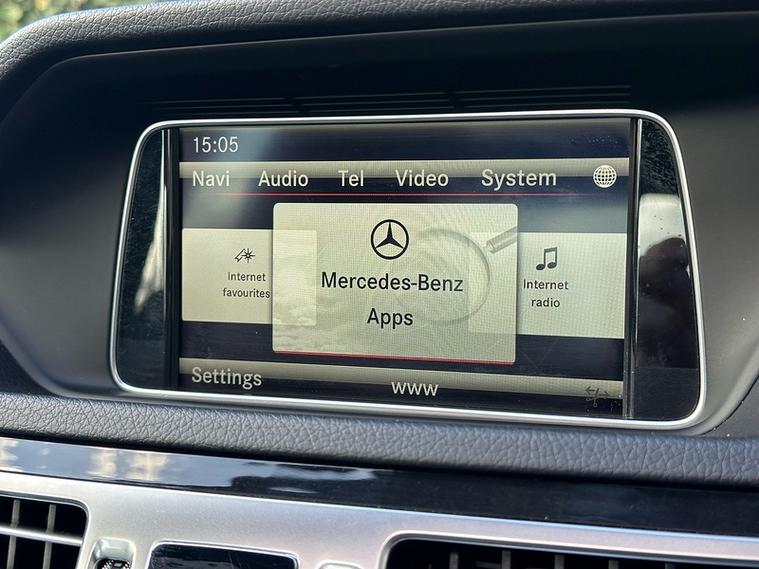 15:05
Navi Audio Tel Video System
Internet
favourites
Mercedes-Benz
Apps
Internet
radio
Settings www